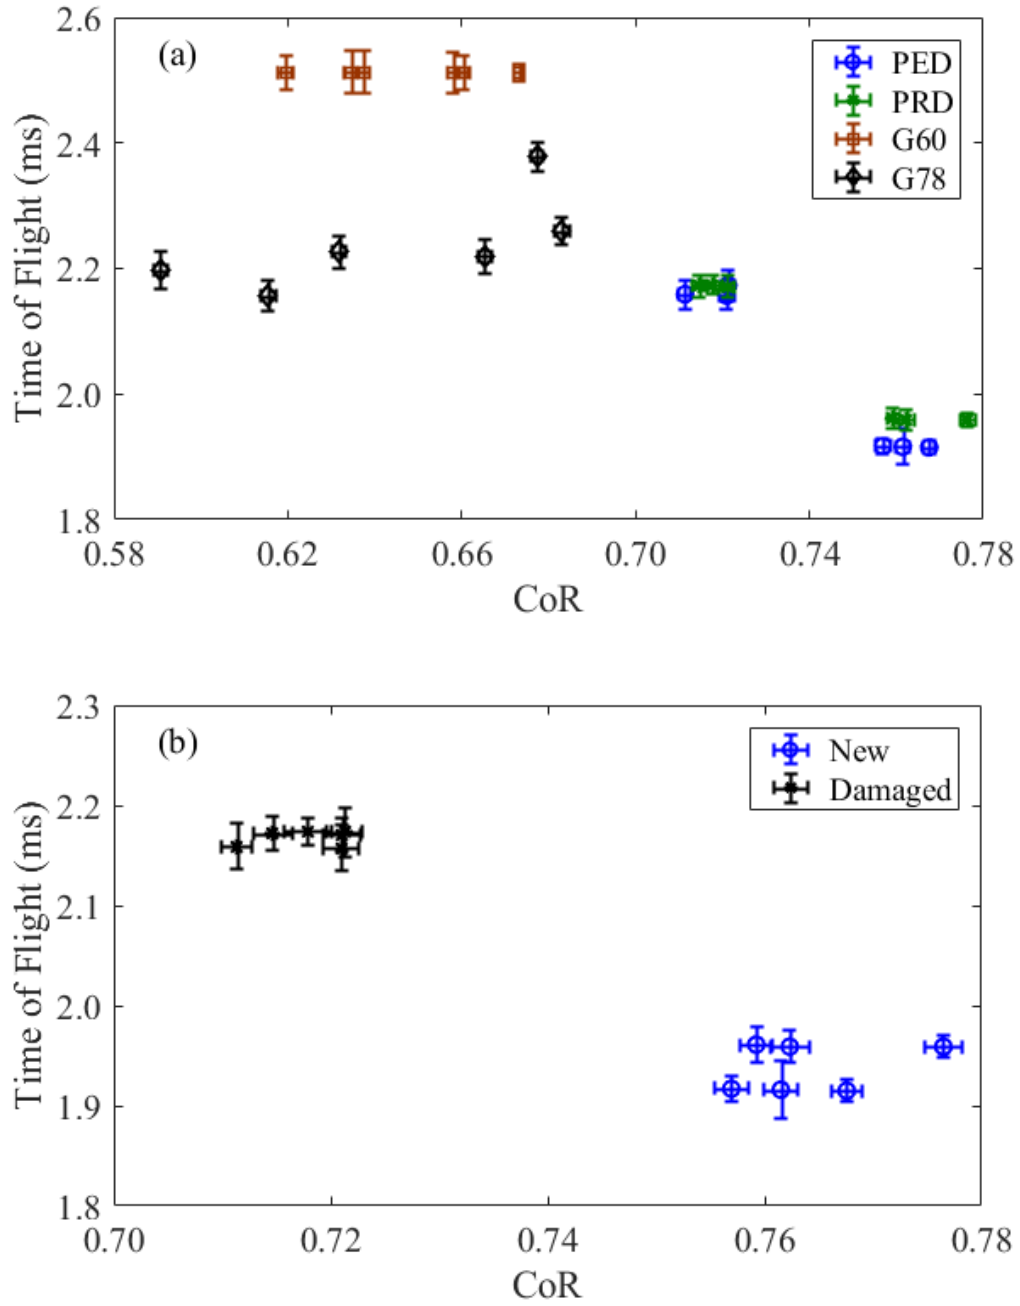 (a)
PED
PRD
G60
G78
2.6
2.4
2.2
2.0
1.8
Time of Flight (ms)
0.58 0.62 0.66 0.70 0.74 0.78
CoR
(b)
New
Damaged
2.3
2.2
2.1
2.0
1.9
1.8
Time of Flight (ms)
0.70 0.72 0.74 0.76 0.78
CoR